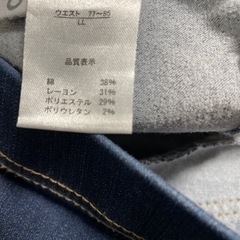 ウエスト 77〜85
LL
品質表示
綿 38%
レーヨン 31%
ポリエステル 29%
ポリウレタン 2%